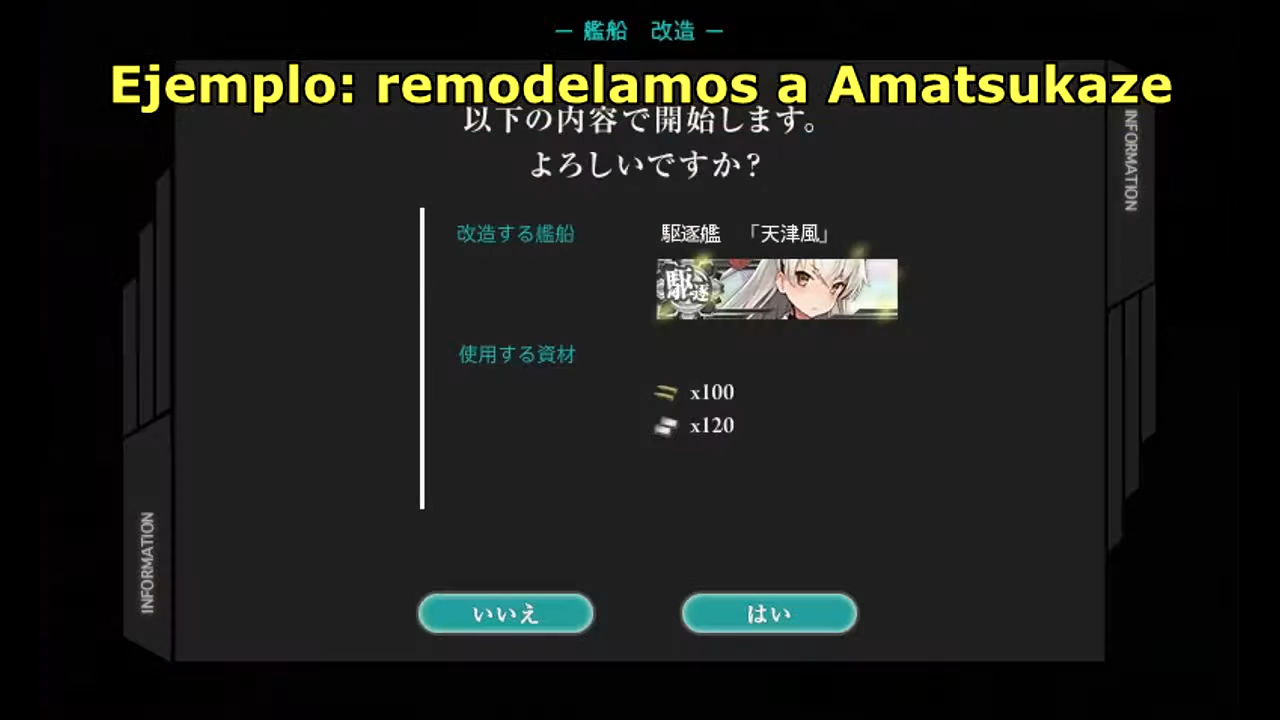 ― 艦船 改造 ―
Ejemplo: remodelamos a Amatsukaze
以下の内容で開始します。
よろしいですか?
INFORMATION
改造する艦船
駆逐艦 「天津風」
駆逐
使用する資材
x100
x120
INFORMATION
いいえ
はい